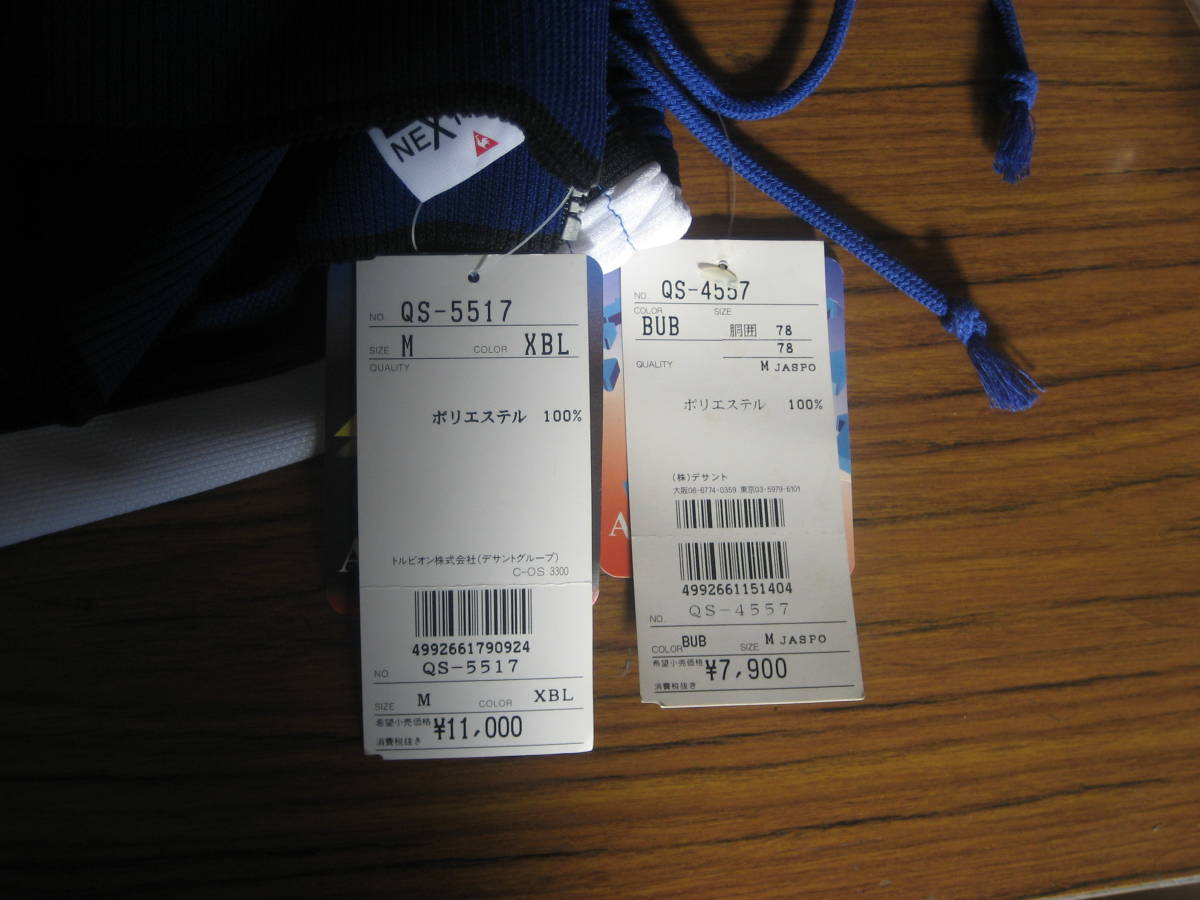 NEX
NO. QS-5517
SIZE M COLOR XBL
QUALITY
ポリエステル 100%
トルビオン株式会社(デサントグループ)
C-OS 3300
4992661790924
NO QS-5517
SIZE M COLOR XBL
希望小売価格 ¥11,000
消費税抜き
NO. QS-4557
COLOR SIZE
BUB 胴囲 78
78
QUALITY M JASPO
ポリエステル 100%
(株)デサント
大阪06-6774-0359 東京03-5979-6101
A
4992661151404
NO. QS-4557
COLOR BUB SIZE M JASPO
希望小売価格 ¥7,900
消費税抜き
A